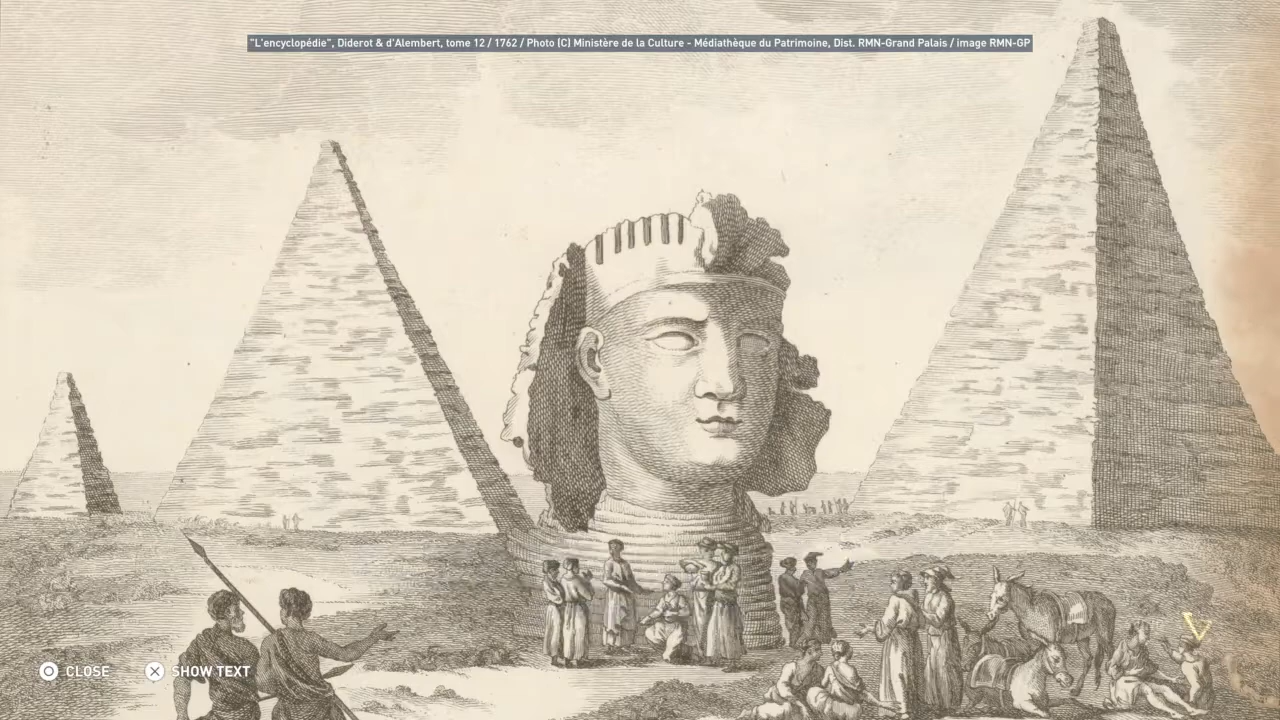 "L'encyclopédie", Diderot & d'Alembert, tome 12 / 1762 / Photo (C) Ministère de la Culture - Médiathèque du Patrimoine, Dist. RMN-Grand Palais / image RMN-GP
CLOSE
SHOW TEXT